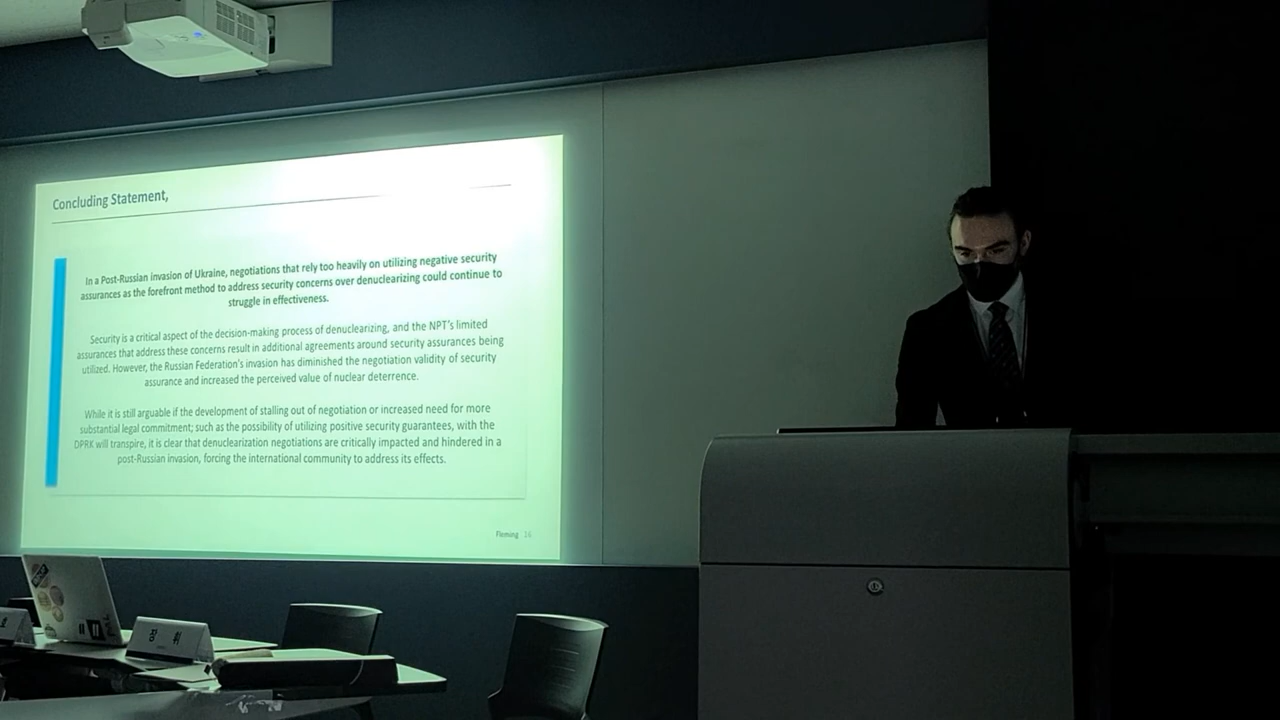 Concluding Statement,
In a Post-Russian invasion of Ukraine, negotiations that rely too heavily on utilizing negative security
assurances as the forefront method to address security concerns over denuclearizing could continue to
struggle in effectiveness.
Security is a critical aspect of the decision-making process of denuclearizing, and the NPT's limited
assurances that address these concerns result in additional agreements around security assurances being
utilized. However, the Russian Federation's invasion has diminished the negotiation validity of security
assurance and increased the perceived value of nuclear deterrence.
While it is still arguable if the development of stalling out of negotiation or increased need for more
substantial legal commitment; such as the possibility of utilizing positive security guarantees, with the
DPRK will transpire, it is clear that denuclearization negotiations are critically impacted and hindered in a
post-Russian invasion, forcing the international community to address its effects.
Fleming 16